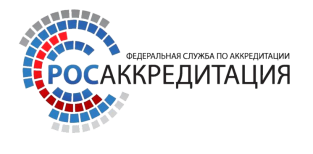 ФЕДЕРАЛЬНАЯ СЛУЖБА ПО АККРЕДИТАЦИИ
РОСАККРЕДИТАЦИЯ